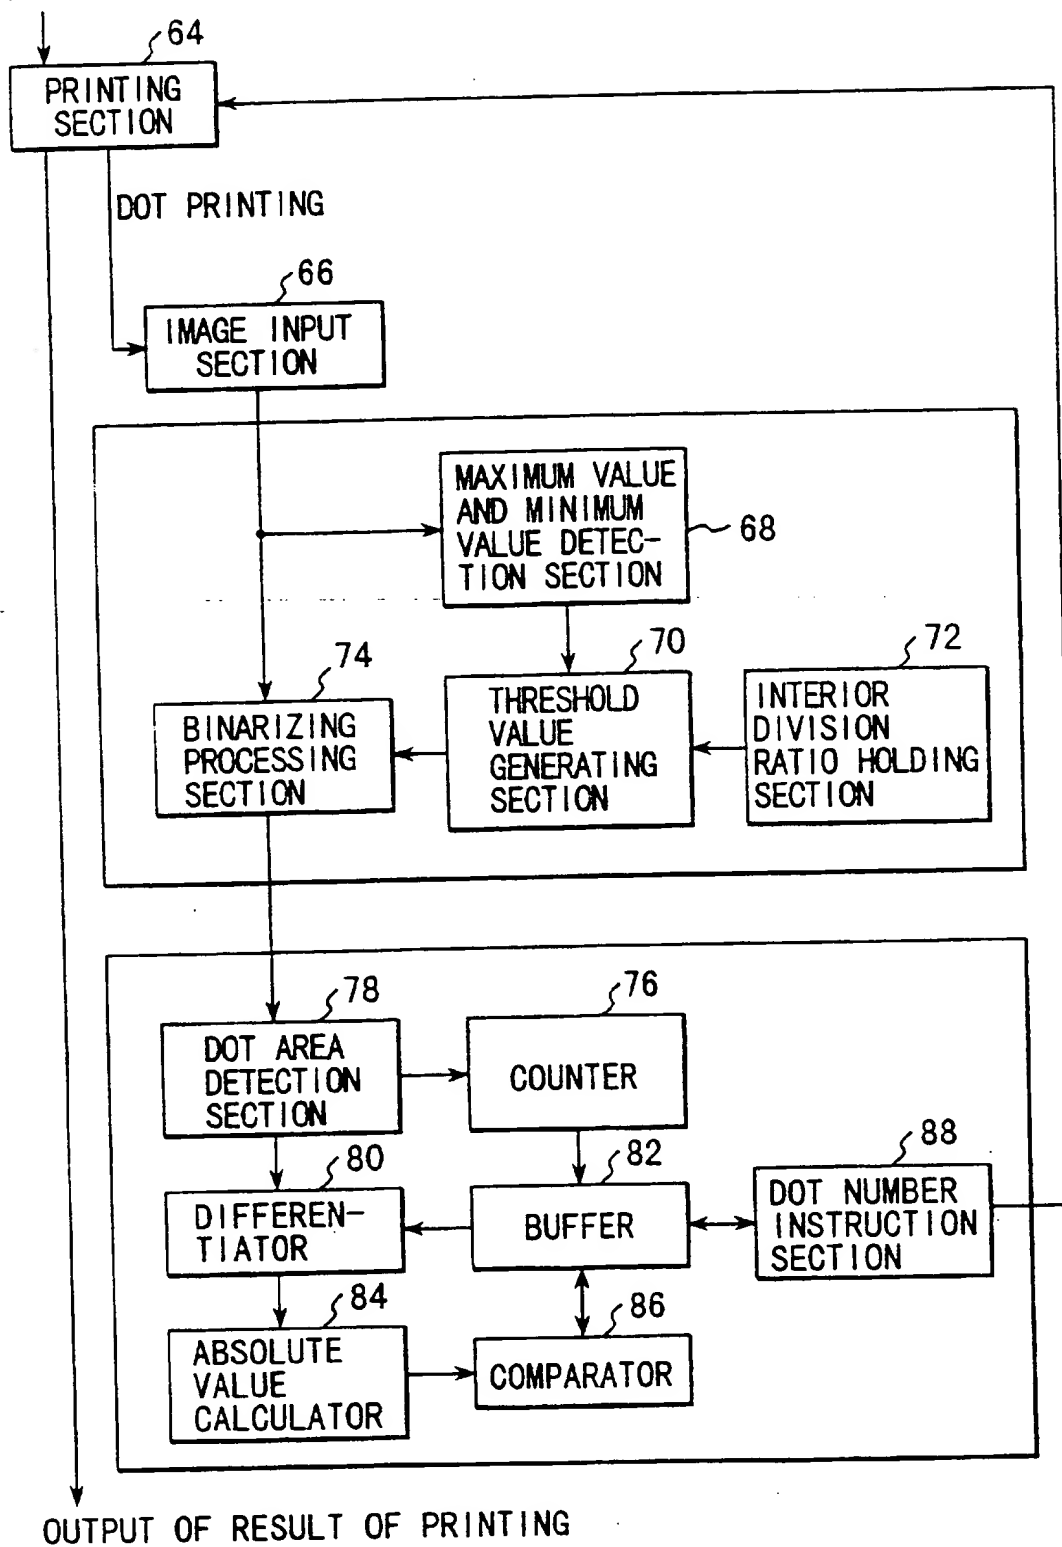 64
PRINTING
SECTION
DOT PRINTING
66
IMAGE INPUT
SECTION
MAXIMUM VALUE
AND MINIMUM
VALUE DETEC-
TION SECTION
68
74
BINARIZING
PROCESSING
SECTION
70
THRESHOLD
VALUE
GENERATING
SECTION
72
INTERIOR
DIVISION
RATIO HOLDING
SECTION
78
DOT AREA
DETECTION
SECTION
76
COUNTER
80
DIFFEREN-
TIATOR
82
BUFFER
88
DOT NUMBER
INSTRUCTION
SECTION
84
ABSOLUTE
VALUE
CALCULATOR
86
COMPARATOR
OUTPUT OF RESULT OF PRINTING